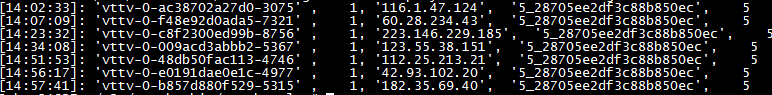 [14:02:33]: 'vttv-0-ac38702a27d0-3075' , 1, '116.1.47.124', '5_28705ee2df3c88b850ec', 5
[14:07:09]: 'vttv-0-f48e92d0ada5-7321' , 1, '60.28.234.43', '5_28705ee2df3c88b850ec', 5
[14:23:32]: 'vttv-0-c8f2300ed99b-8756' , 1, '223.146.229.185', '5_28705ee2df3c88b850ec', 5
[14:34:08]: 'vttv-0-009acd3abbb2-5367' , 1, '123.55.38.151', '5_28705ee2df3c88b850ec', 5
[14:51:53]: 'vttv-0-48db50fac113-4746' , 1, '112.25.213.21', '5_28705ee2df3c88b850ec', 5
[14:56:17]: 'vttv-0-e0191dae0e1c-4977' , 1, '42.93.102.20', '5_28705ee2df3c88b850ec', 5
[14:57:41]: 'vttv-0-b857d880f529-5315' , 1, '182.35.69.40', '5_28705ee2df3c88b850ec', 5